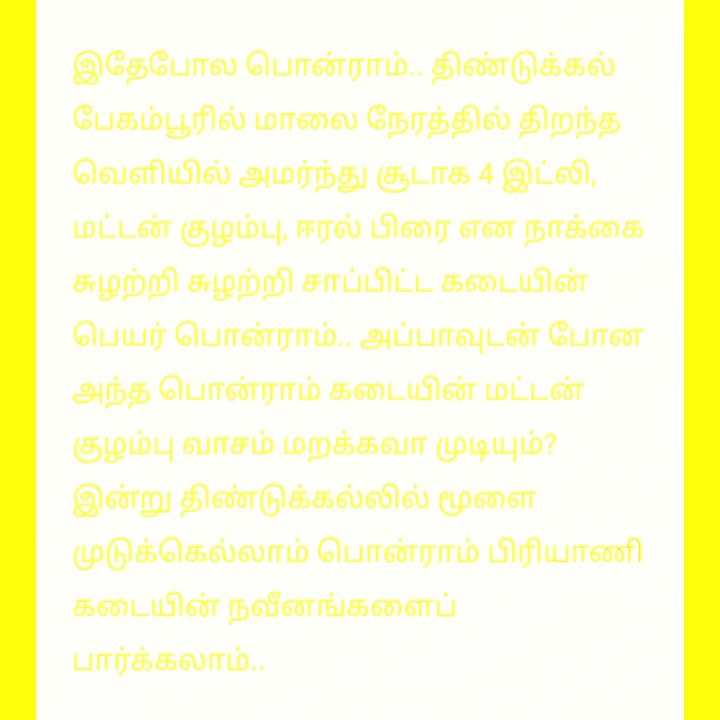 இதேபோல பொன்ராம்.. திண்டுக்கல்
பேகம்பூரில் மாலை நேரத்தில் திறந்த
வெளியில் அமர்ந்து சூடாக 4 இட்லி,
மட்டன் குழம்பு, ஈரல் பிரை என நாக்கை
சுழற்றி சுழற்றி சாப்பிட்ட கடையின்
பெயர் பொன்ராம்.. அப்பாவுடன் போன
அந்த பொன்ராம் கடையின் மட்டன்
குழம்பு வாசம் மறக்கவா முடியும்?
இன்று திண்டுக்கல்லில் மூளை
முடுக்கெல்லாம் பொன்ராம் பிரியாணி
கடையின் நவீனங்களைப்
பார்க்கலாம்..